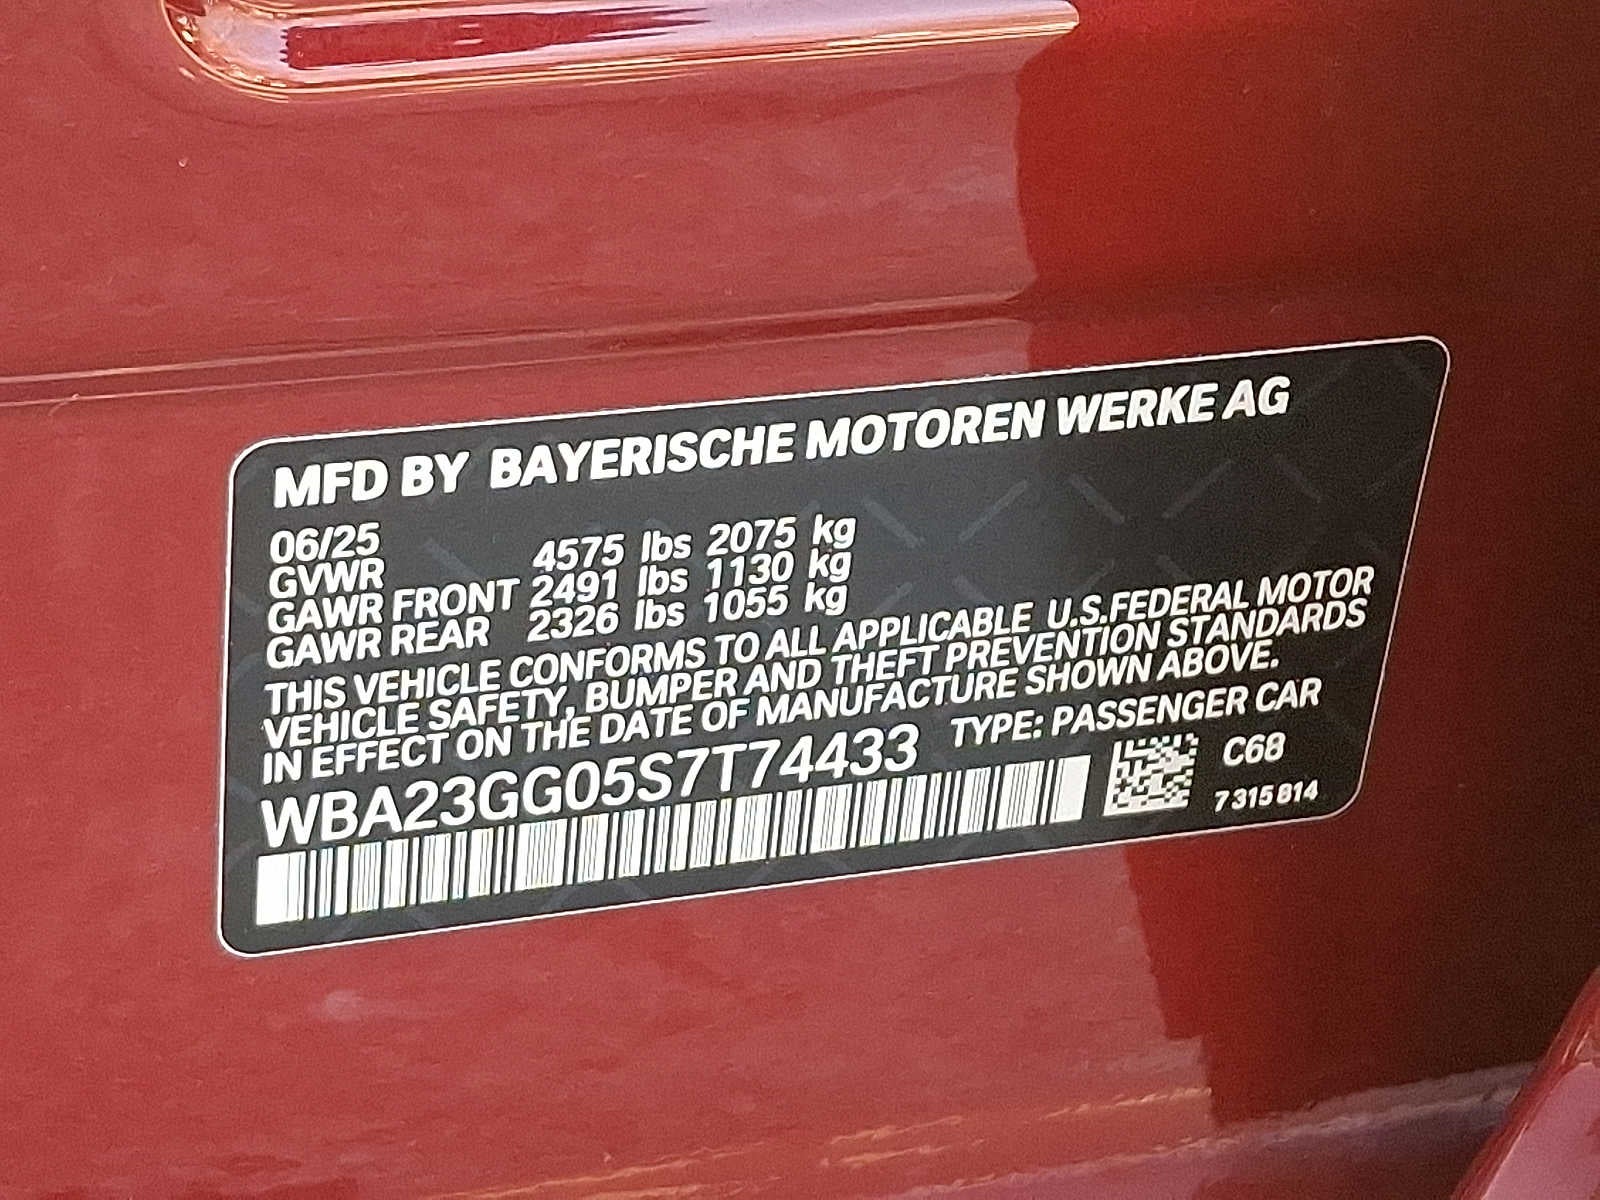 MFD BY BAYERISCHE MOTOREN WERKE AG
06/25
GVWR 4575 lbs 2075 kg
GAWR FRONT 2491 lbs 1130 kg
GAWR REAR 2326 lbs 1055 kg
THIS VEHICLE CONFORMS TO ALL APPLICABLE U.S.FEDERAL MOTOR
VEHICLE SAFETY, BUMPER AND THEFT PREVENTION STANDARDS
IN EFFECT ON THE DATE OF MANUFACTURE SHOWN ABOVE.
WBA23GG05S7T74433 TYPE: PASSENGER CAR
C68
7 315 814